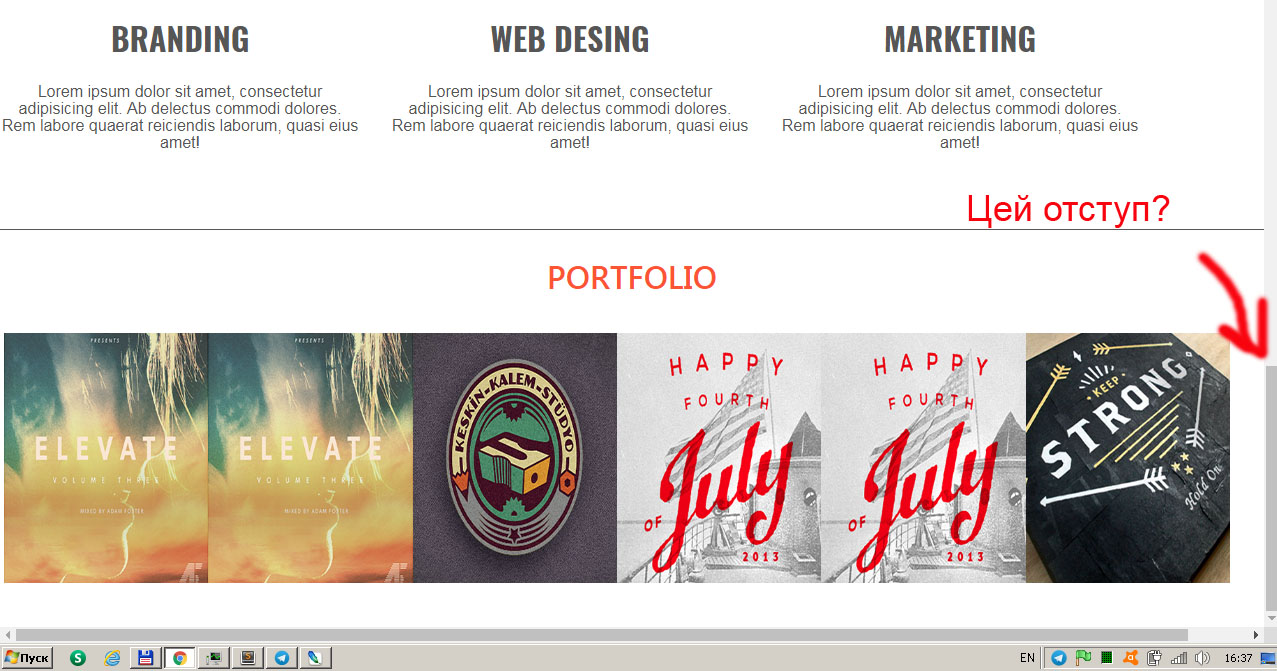 BRANDING
WEB DESING
MARKETING
Lorem ipsum dolor sit amet, consectetur
adipisicing elit. Ab delectus commodi dolores.
Rem labore quaerat reiciendis laborum, quasi eius
amet!
Lorem ipsum dolor sit amet, consectetur
adipisicing elit. Ab delectus commodi dolores.
Rem labore quaerat reiciendis laborum, quasi eius
amet!
Lorem ipsum dolor sit amet, consectetur
adipisicing elit. Ab delectus commodi dolores.
Rem labore quaerat reiciendis laborum, quasi eius
amet!
Цей отступ?
PORTFOLIO
PRESENTS
ELEVATE
VOLUME THREE
MIXED BY ADAM FOSTER
PRESENTS
ELEVATE
VOLUME THREE
MIXED BY ADAM FOSTER
KESKİN-KALEM-STÜDYO
HAPPY
FOURTH
OF July
2013
HAPPY
FOURTH
OF July
2013
KEEP
STRONG
Hold On
Пуск
EN
16:37